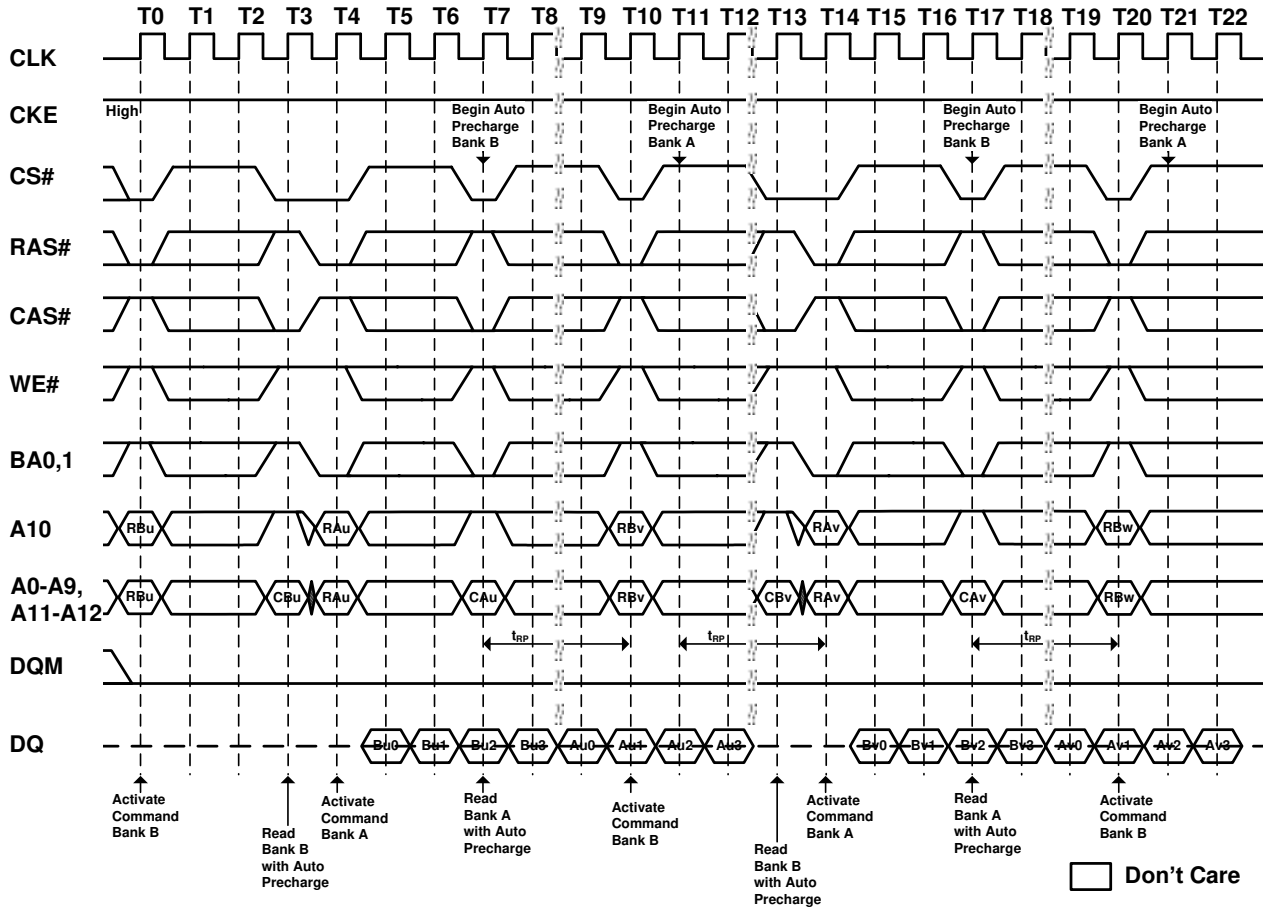 T0 T1 T2 T3 T4 T5 T6 T7 T8 T9 T10 T11 T12 T13 T14 T15 T16 T17 T18 T19 T20 T21 T22
CLK
CKE
High
Begin Auto
Precharge
Bank B
Begin Auto
Precharge
Bank A
Begin Auto
Precharge
Bank B
Begin Auto
Precharge
Bank A
CS#
RAS#
CAS#
WE#
BA0,1
A10
RBu RAu RBv RAv RBw
A0-A9,
A11-A12
RBu CBu RAu CAu RBv CBv RAv CAv RBw
tRP tRP tRP
DQM
DQ
Bu0 Bu1 Bu2 Bu3 Au0 Au1 Au2 Au3 Bv0 Bv1 Bv2 Bv3 Av0 Av1 Av2 Av3
Activate
Command
Bank B
Read
Bank B
with Auto
Precharge
Activate
Command
Bank A
Read
Bank A
with Auto
Precharge
Activate
Command
Bank B
Read
Bank B
with Auto
Precharge
Activate
Command
Bank A
Read
Bank A
with Auto
Precharge
Activate
Command
Bank B
Don't Care